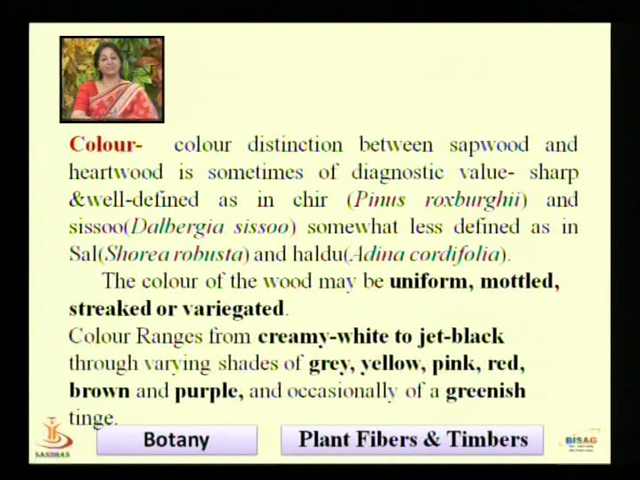 Colour- colour distinction between sapwood and
heartwood is sometimes of diagnostic value- sharp
&well-defined as in chir (Pinus roxburghii) and
sissoo(Dalbergia sissoo) somewhat less defined as in
Sal(Shorea robusta) and haldu(Adina cordifolia).
The colour of the wood may be uniform, mottled,
streaked or variegated.
Colour Ranges from creamy-white to jet-black
through varying shades of grey, yellow, pink, red,
brown and purple, and occasionally of a greenish
tinge.
SANDHAN
Botany
Plant Fibers & Timbers
BISAG